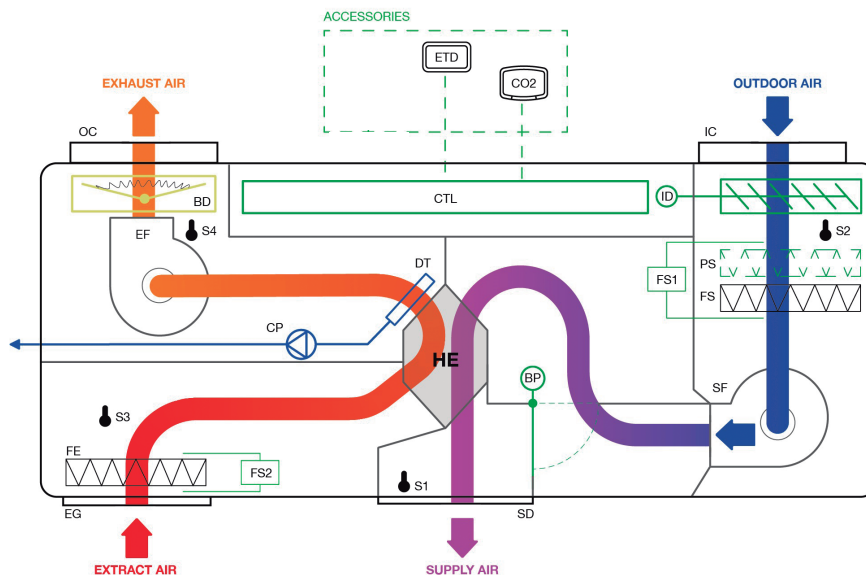 ACCESSORIES
ETD
CO2
EXHAUST AIR
OUTDOOR AIR
OC
IC
CTL
ID
BD
EF
S4
S2
PS
FS1
FS
DT
CP
HE
BP
SF
S3
FE
FS2
S1
EG
SD
EXTRACT AIR
SUPPLY AIR